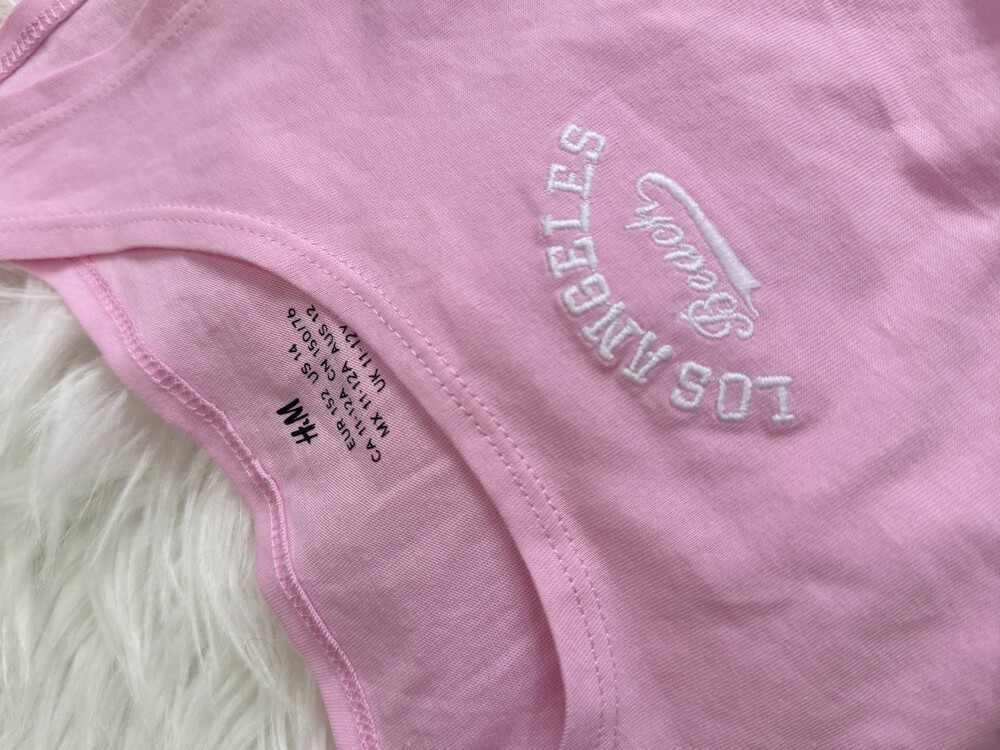 H&M
EUR 152 US 14
CA 11-12A CN 150/76
MX 11-12A AUS 12
UK 11-12Y
LOS ANGELES
Beach